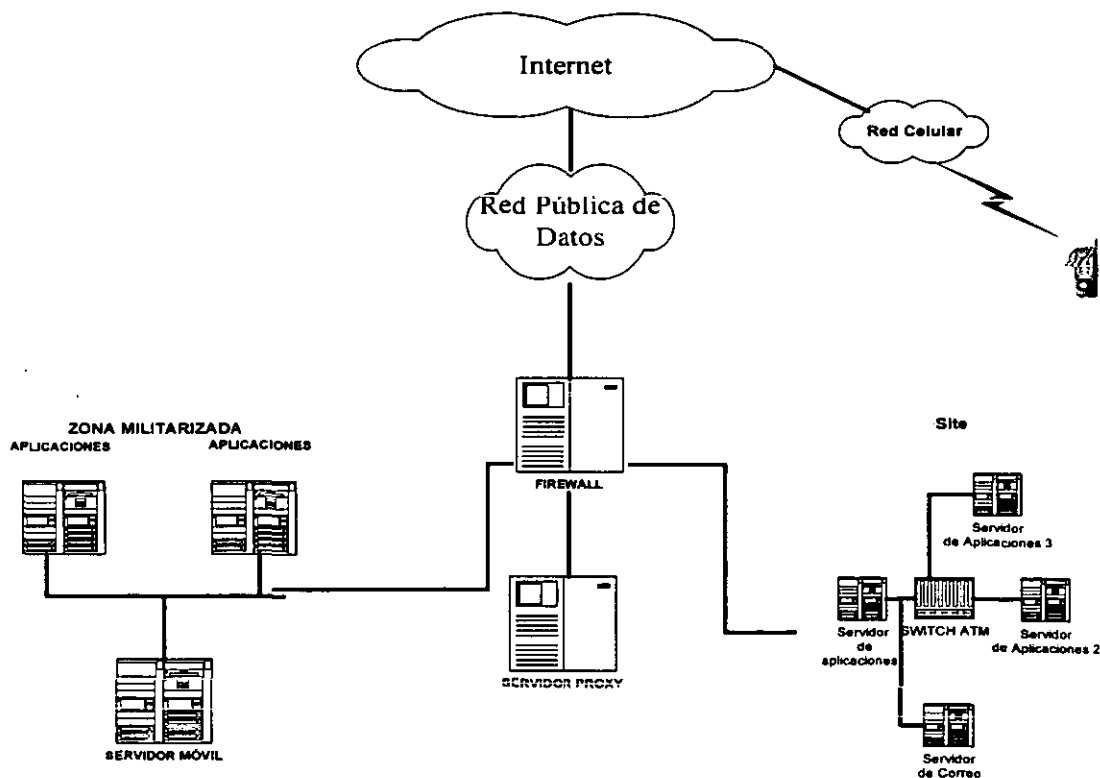 Internet
Red Celular
Red Pública de
Datos
ZONA MILITARIZADA
APLICACIONES
APLICACIONES
FIREWALL
Site
Servidor
de Aplicaciones 3
SERVIDOR PROXY
Servidor
de
aplicaciones
SWITCH ATM
Servidor
de Aplicaciones 2
SERVIDOR MÓVIL
Servidor
de Correo